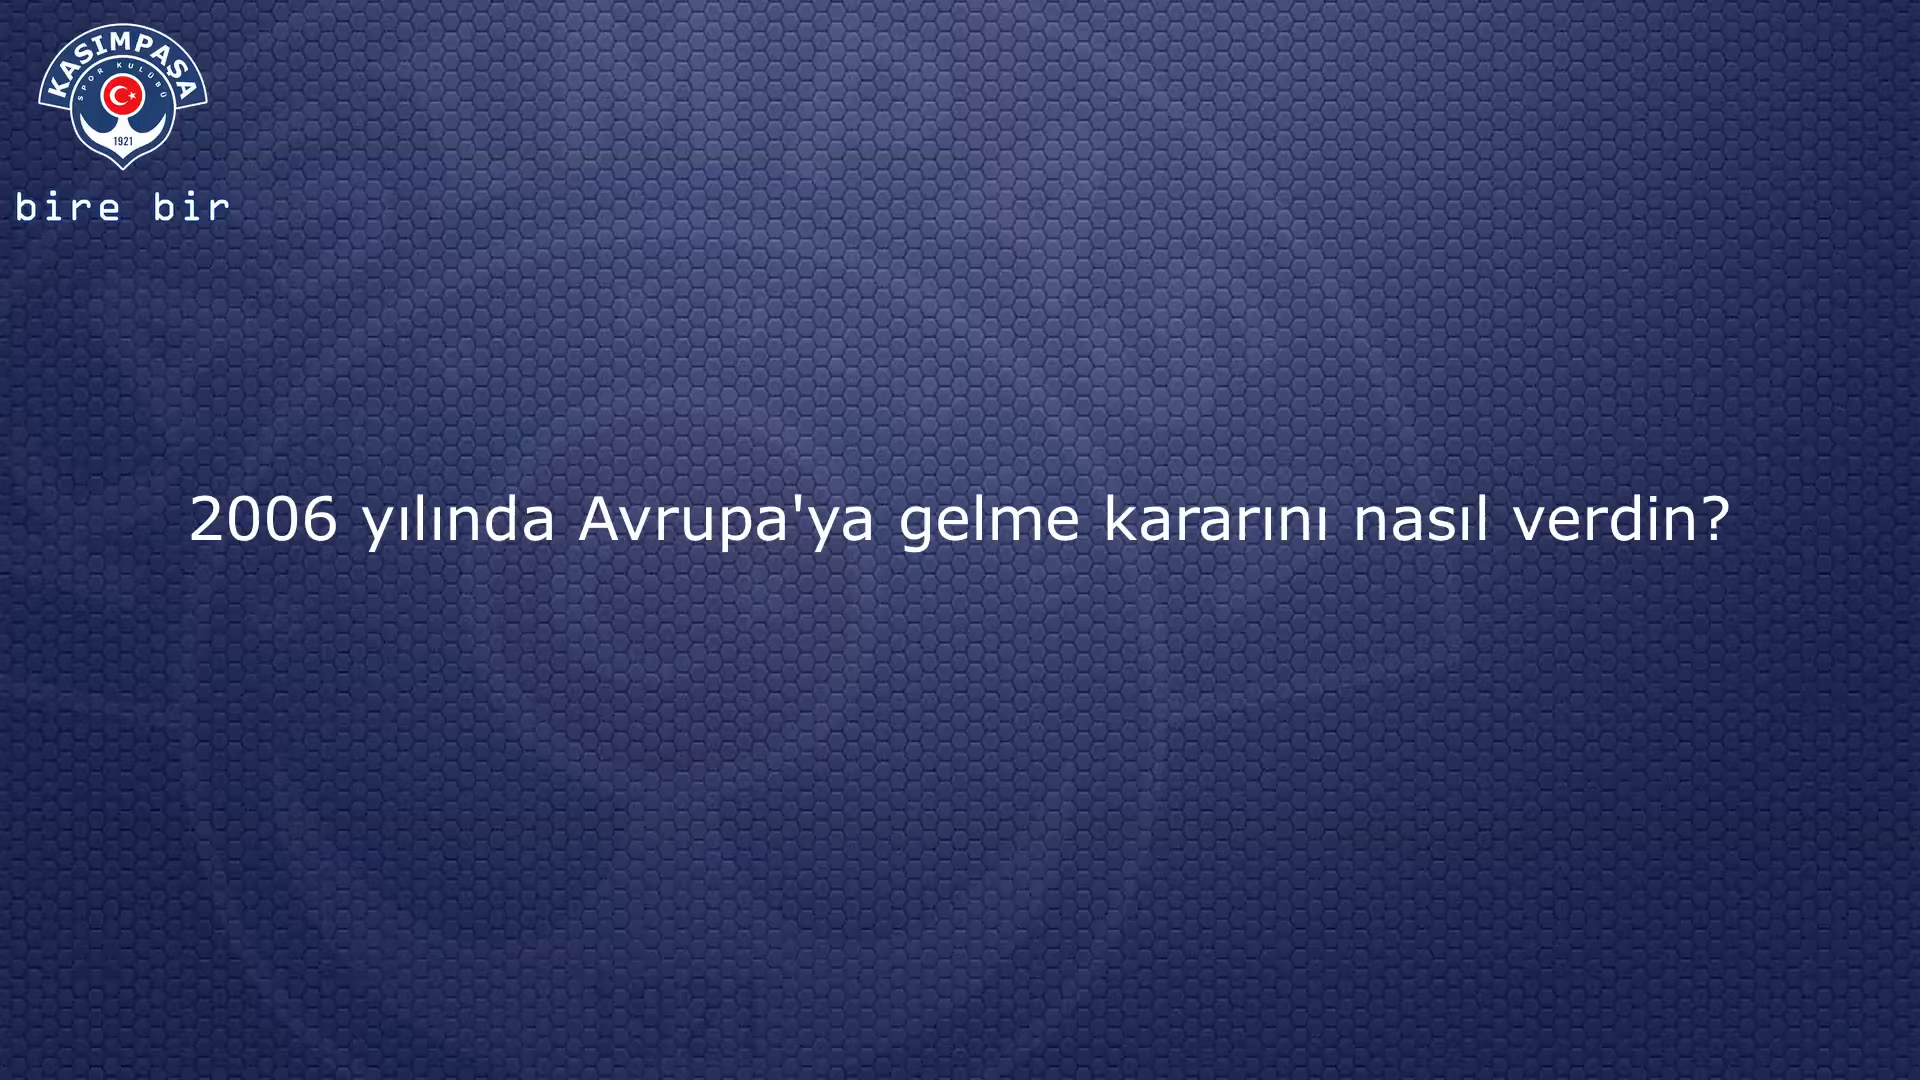 KASIMPAŞA
SPOR KULÜBÜ
1921
bire bir
2006 yılında Avrupa'ya gelme kararını nasıl verdin?